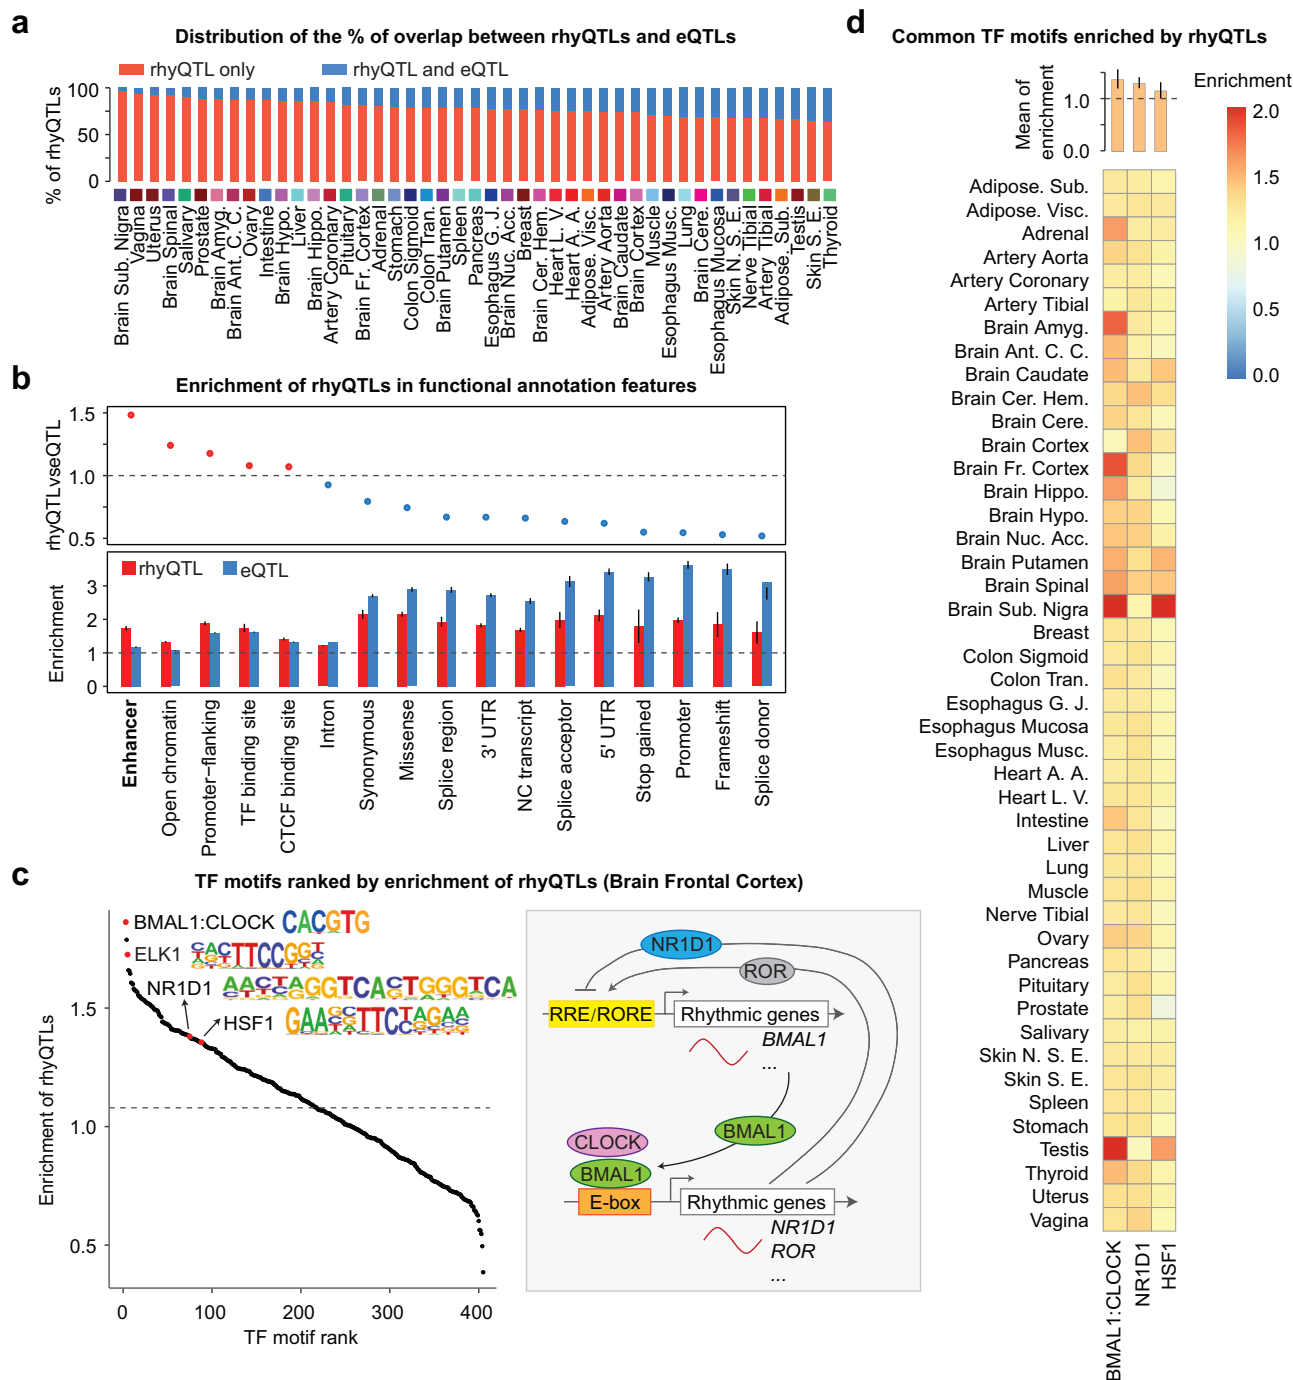 a
Distribution of the % of overlap between rhyQTLs and eQTLs
rhyQTL only
rhyQTL and eQTL
% of rhyQTLs
100
50
0
Brain Sub. Nigra
Vagina
Uterus
Brain Spinal
Salivary
Prostate
Brain Amyg.
Brain Ant. C. C.
Ovary
Intestine
Brain Hypo.
Liver
Brain Hippo.
Artery Coronary
Pituitary
Brain Fr. Cortex
Adrenal
Stomach
Colon Sigmoid
Colon Tran.
Brain Putamen
Spleen
Pancreas
Esophagus G. J.
Brain Nuc. Acc.
Breast
Brain Cer. Hem.
Heart L. V.
Heart A. A.
Adipose. Visc.
Artery Aorta
Brain Caudate
Brain Cortex
Muscle
Esophagus Musc.
Lung
Brain Cere.
Esophagus Mucosa
Skin N. S. E.
Nerve Tibial
Artery Tibial
Adipose. Sub.
Testis
Skin S. E.
Thyroid
b
Enrichment of rhyQTLs in functional annotation features
rhyQTLvseQTL
1.5
1.0
0.5
rhyQTL
eQTL
Enrichment
3
2
1
0
Enhancer
Open chromatin
Promoter−flanking
TF binding site
CTCF binding site
Intron
Synonymous
Missense
Splice region
3' UTR
NC transcript
Splice acceptor
5' UTR
Stop gained
Promoter
Frameshift
Splice donor
c
TF motifs ranked by enrichment of rhyQTLs (Brain Frontal Cortex)
Enrichment of rhyQTLs
1.5
1.0
0.5
0
100
200
300
400
TF motif rank
BMAL1:CLOCK
CACGTG
ELK1
CACTTCCGGT
NR1D1
AACTAGGTCACTGGGTCA
HSF1
GAAGCTTCTAGAA
NR1D1
ROR
RRE/RORE
Rhythmic genes
BMAL1
...
BMAL1
CLOCK
BMAL1
E-box
Rhythmic genes
NR1D1
ROR
...
d
Common TF motifs enriched by rhyQTLs
Mean of
enrichment
1.0
0.0
Enrichment
2.0
1.5
1.0
0.5
0.0
Adipose. Sub.
Adipose. Visc.
Adrenal
Artery Aorta
Artery Coronary
Artery Tibial
Brain Amyg.
Brain Ant. C. C.
Brain Caudate
Brain Cer. Hem.
Brain Cere.
Brain Cortex
Brain Fr. Cortex
Brain Hippo.
Brain Hypo.
Brain Nuc. Acc.
Brain Putamen
Brain Spinal
Brain Sub. Nigra
Breast
Colon Sigmoid
Colon Tran.
Esophagus G. J.
Esophagus Mucosa
Esophagus Musc.
Heart A. A.
Heart L. V.
Intestine
Liver
Lung
Muscle
Nerve Tibial
Ovary
Pancreas
Pituitary
Prostate
Salivary
Skin N. S. E.
Skin S. E.
Spleen
Stomach
Testis
Thyroid
Uterus
Vagina
BMAL1:CLOCK
NR1D1
HSF1